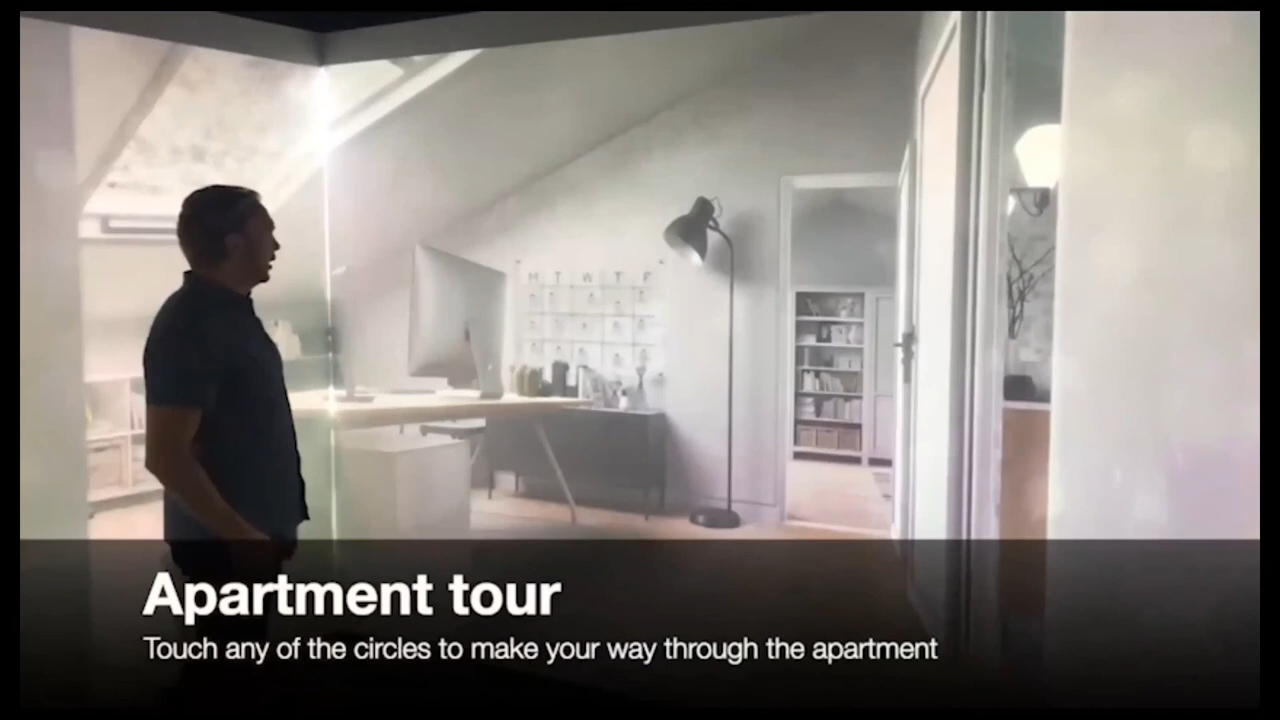 M T W T F
Apartment tour
Touch any of the circles to make your way through the apartment